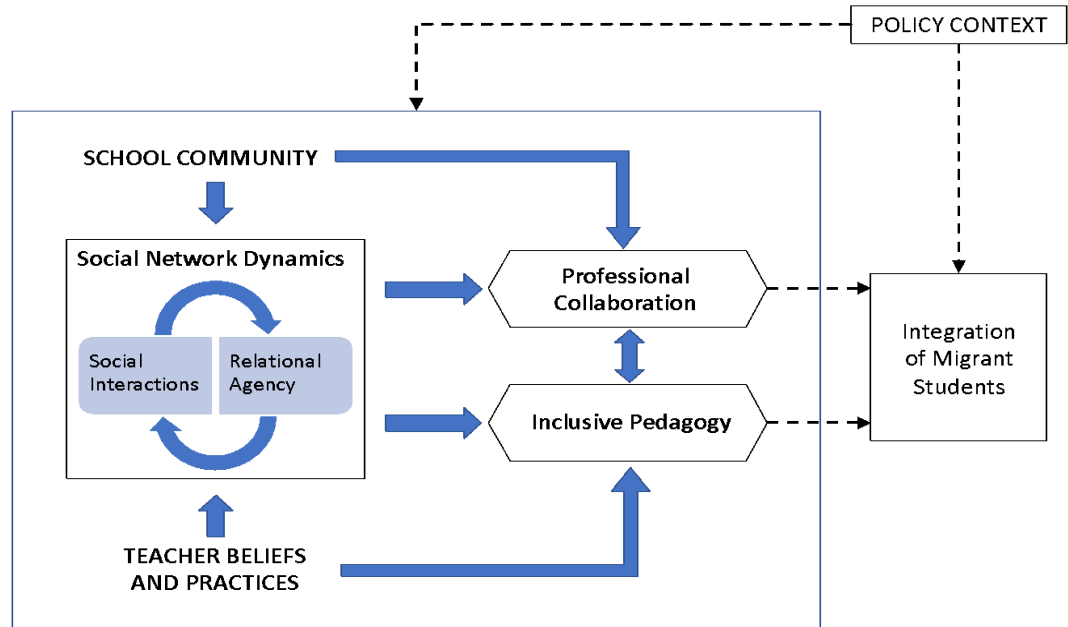 POLICY CONTEXT
SCHOOL COMMUNITY
Social Network Dynamics
Social
Interactions
Relational
Agency
Professional
Collaboration
Inclusive Pedagogy
Integration
of Migrant
Students
TEACHER BELIEFS
AND PRACTICES